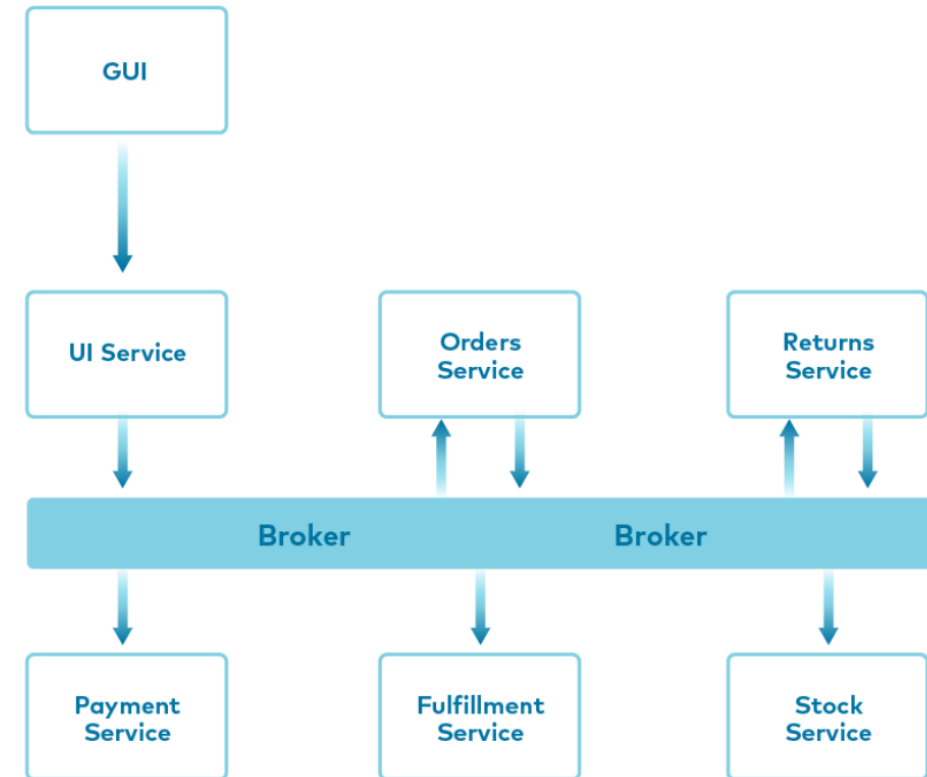 GUI
UI Service
Orders
Service
Returns
Service
Broker
Broker
Payment
Service
Fulfillment
Service
Stock
Service